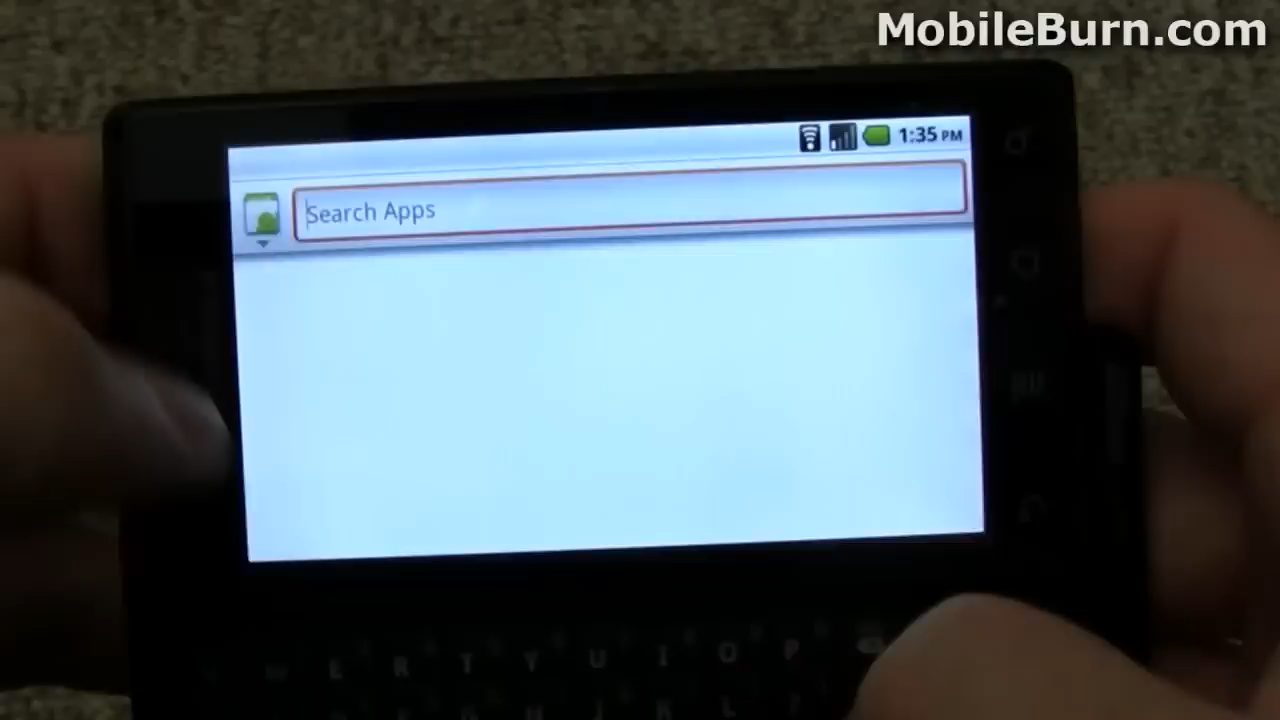 MobileBurn.com
1:35 PM
Search Apps
E R T Y U I O P
J K L ?